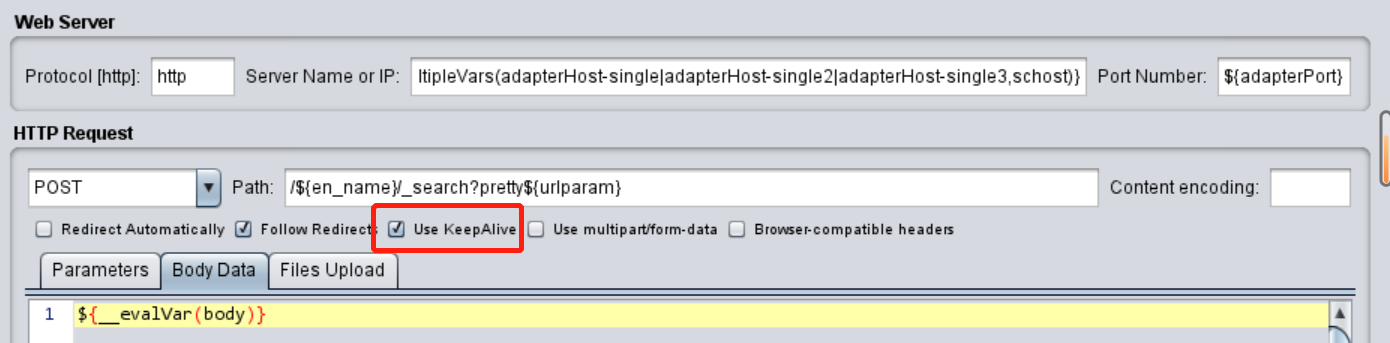 Web Server
Protocol [http]: http Server Name or IP: ltipleVars(adapterHost-single|adapterHost-single2|adapterHost-single3,schost)} Port Number: ${adapterPort}
HTTP Request
POST Path: /${en_name}/_search?pretty${urlparam} Content encoding:
Redirect Automatically Follow Redirects Use KeepAlive Use multipart/form-data Browser-compatible headers
Parameters Body Data Files Upload
1 ${__evalVar(body)}